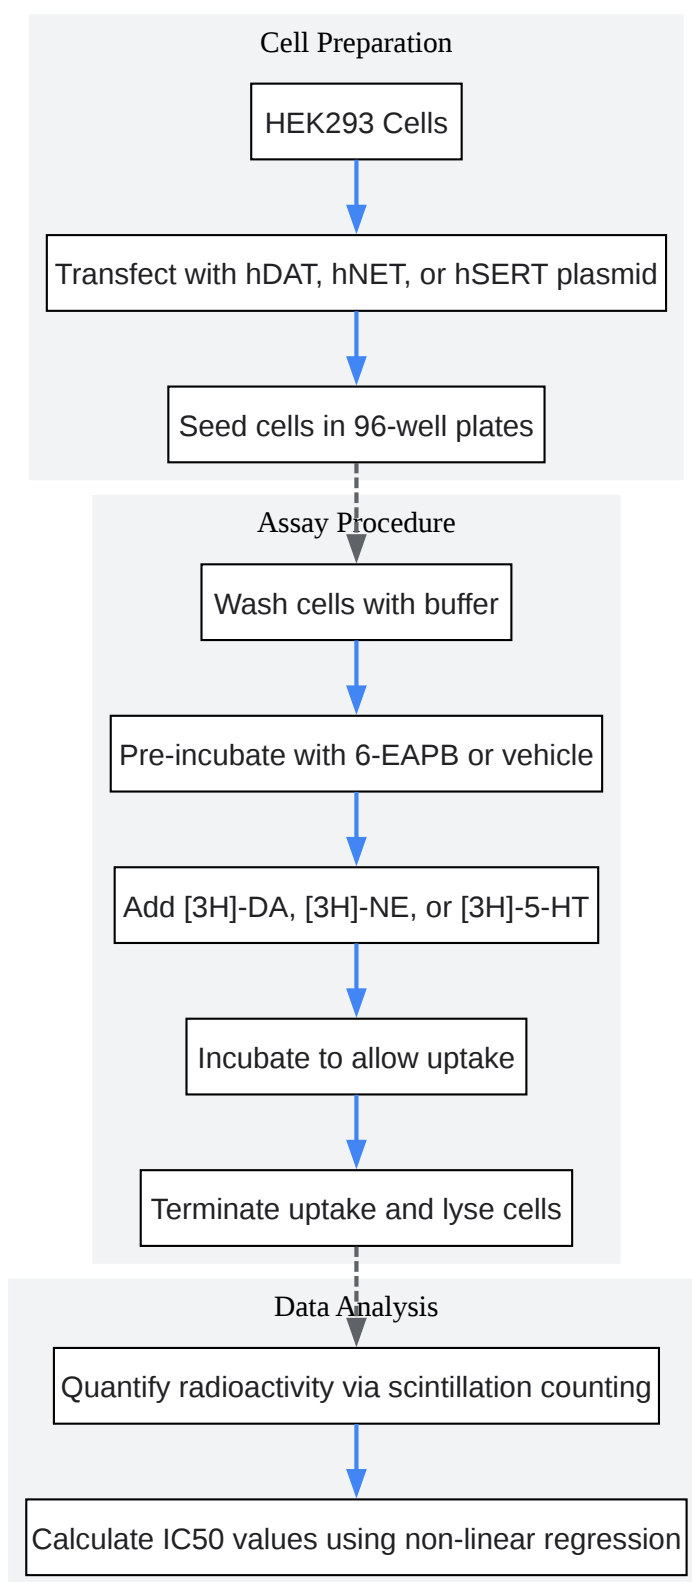 Cell Preparation
HEK293 Cells
Transfect with hDAT, hNET, or hSERT plasmid
Seed cells in 96-well plates
Assay Procedure
Wash cells with buffer
Pre-incubate with 6-EAPB or vehicle
Add [3H]-DA, [3H]-NE, or [3H]-5-HT
Incubate to allow uptake
Terminate uptake and lyse cells
Data Analysis
Quantify radioactivity via scintillation counting
Calculate IC50 values using non-linear regression